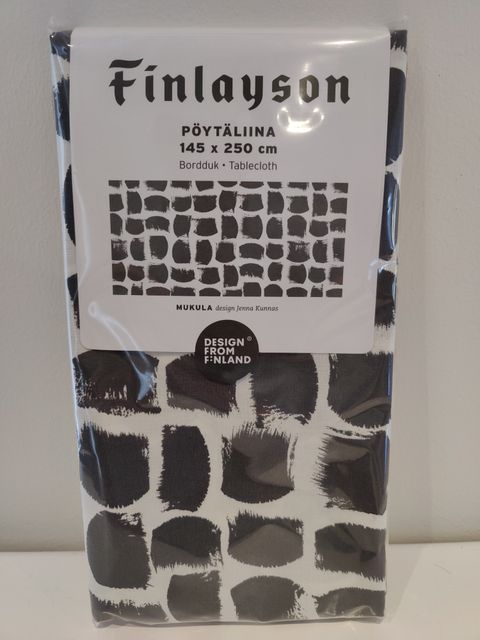 Finlayson
PÖYTÄLIINA
145 x 250 cm
Bordduk • Tablecloth
MUKULA design Jenna Kunnas
DESIGN ®
FROM
FINLAND